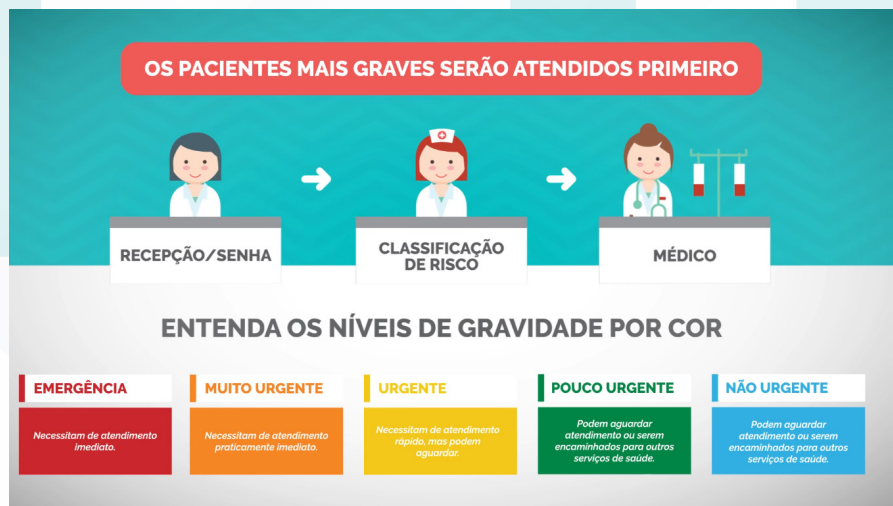 OS PACIENTES MAIS GRAVES SERÃO ATENDIDOS PRIMEIRO
RECEPÇÃO/SENHA
CLASSIFICAÇÃO
DE RISCO
MÉDICO
ENTENDA OS NÍVEIS DE GRAVIDADE POR COR
EMERGÊNCIA
Necessitam de atendimento
imediato.
MUITO URGENTE
Necessitam de atendimento
praticamente imediato.
URGENTE
Necessitam de atendimento
rápido, mas podem
aguardar.
POUCO URGENTE
Podem aguardar
atendimento ou serem
encaminhados para outros
serviços de saúde.
NÃO URGENTE
Podem aguardar
atendimento ou serem
encaminhados para outros
serviços de saúde.